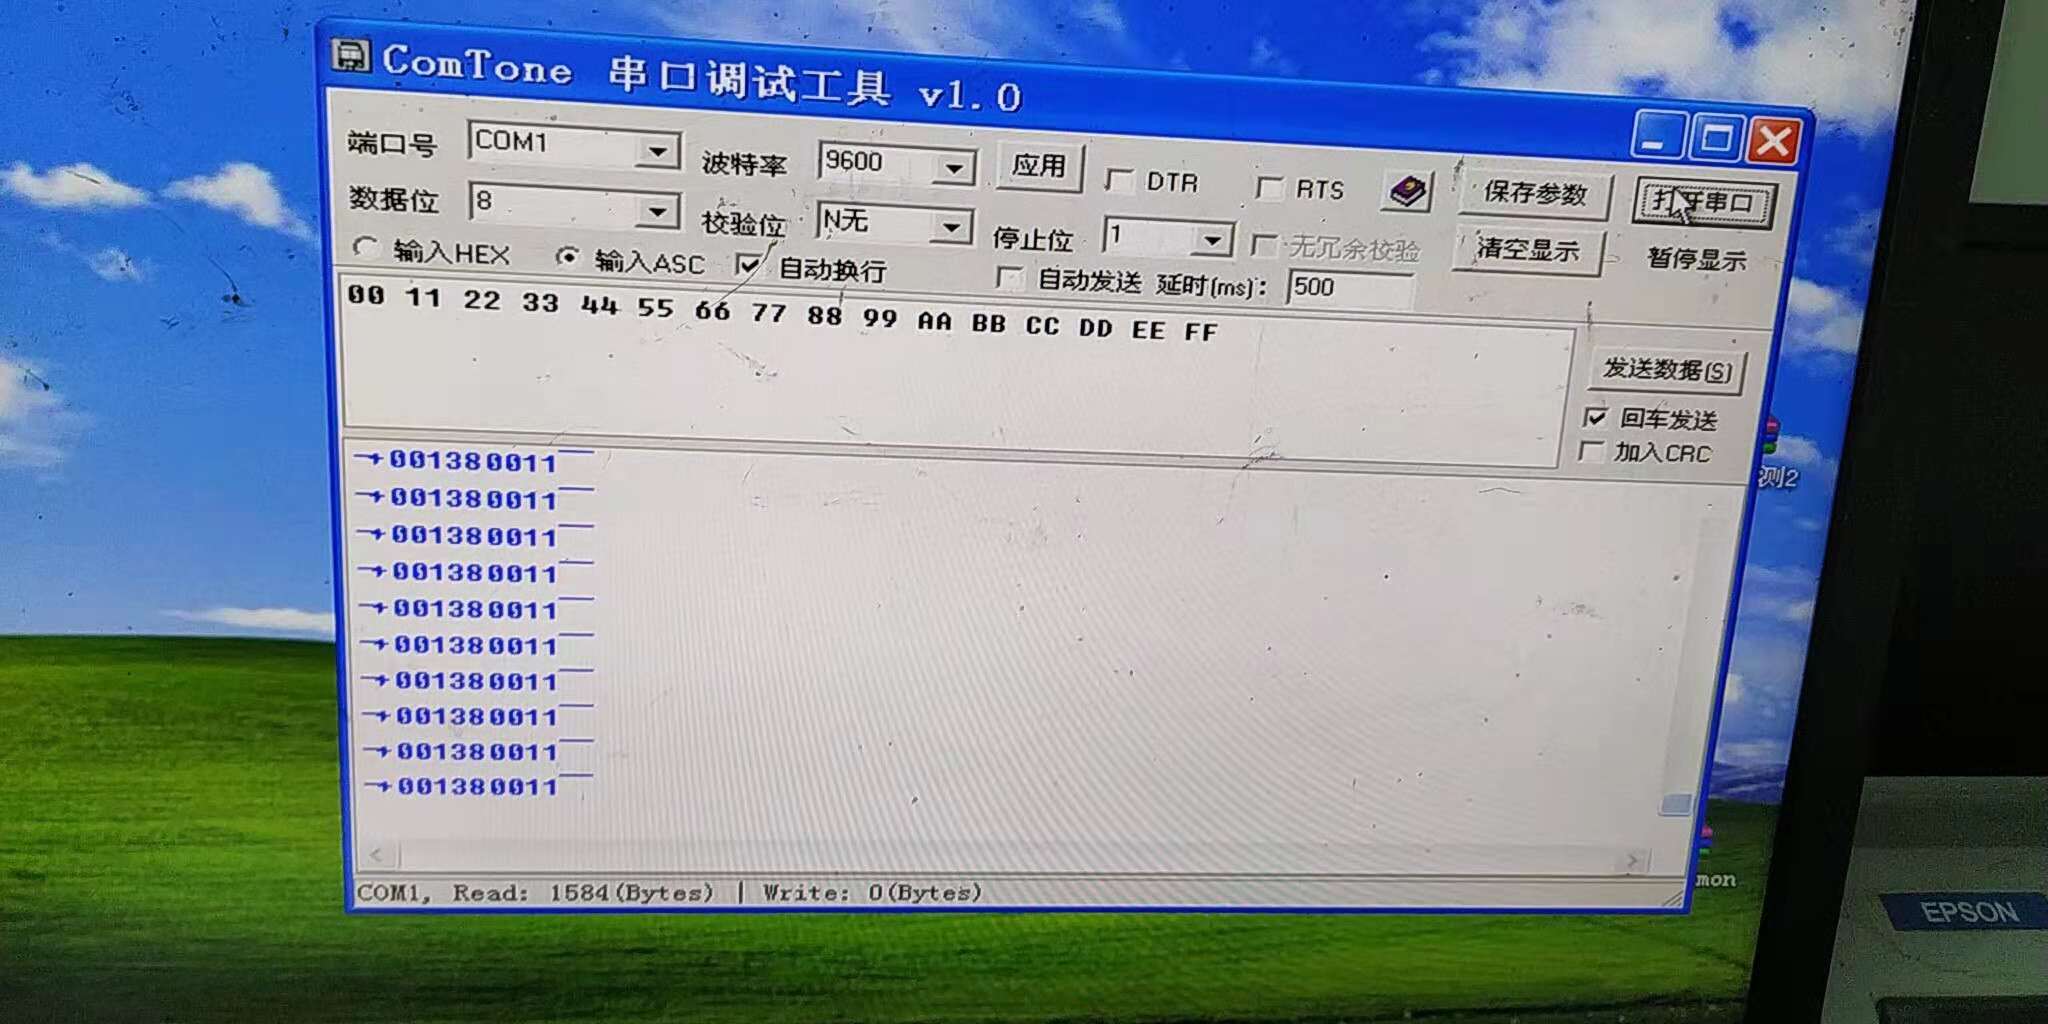 ComTone 串口调试工具 v1.0
端口号 COM1 波特率 9600 应用 DTR RTS 保存参数 打开串口
数据位 8 校验位 N无 停止位 1 无冗余校验 清空显示 暂停显示
输入HEX 输入ASC 自动换行 自动发送 延时(ms): 500
00 11 22 33 44 55 66 77 88 99 AA BB CC DD EE FF
发送数据(S)
回车发送
加入CRC
测2
+001380011
+001380011
+001380011
+001380011
+001380011
+001380011
+001380011
+001380011
+001380011
+001380011
COM1, Read: 1584(Bytes) | Write: 0(Bytes)
mon
EPSON